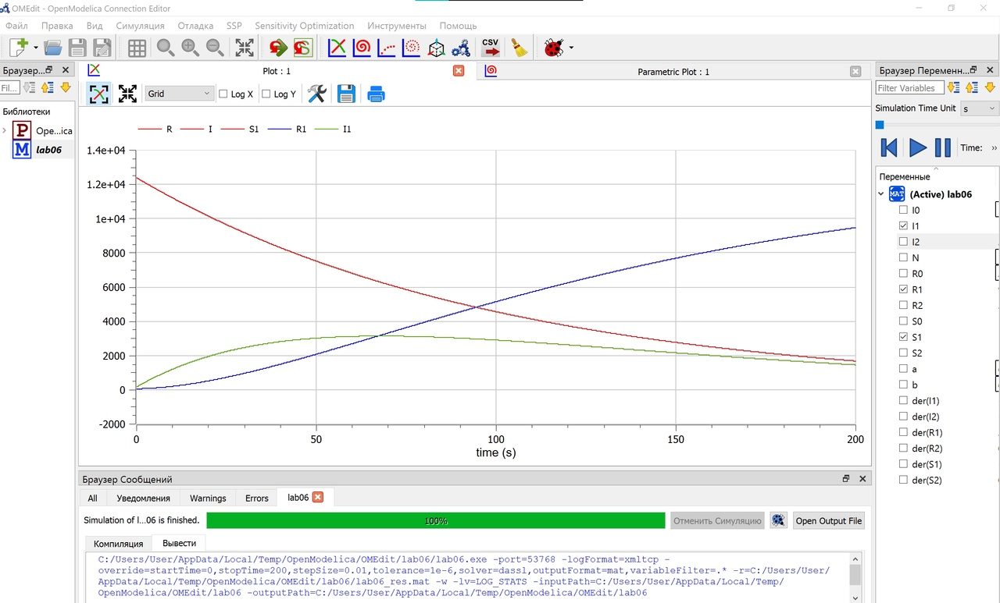 OMEdit - OpenModelica Connection Editor
Файл Правка Вид Симуляция Отладка SSP Sensitivity Optimization Инструменты Помощь
CSV
Браузер...
Plot : 1
Parametric Plot : 1
Браузер Переменн...
Fil...
Grid
Log X
Log Y
Filter Variables
Библиотеки
Simulation Time Unit s
P Ope...ica
M lab06
Time: »
R I S1 R1 I1
1.4e+04
1.2e+04
1e+04
8000
6000
4000
2000
0
-2000
0 50 100 150 200
time (s)
Переменные
MAT (Active) lab06
I0
I1
I2
N
R0
R1
R2
S0
S1
S2
a
b
der(I1)
der(I2)
der(R1)
der(R2)
der(S1)
der(S2)
Браузер Сообщений
All Уведомления Warnings Errors lab06
Simulation of l...06 is finished. 100% Отменить Симуляцию Open Output File
Компиляция Вывести
C:/Users/User/AppData/Local/Temp/OpenModelica/OMEdit/lab06/lab06.exe -port=53768 -logFormat=xmltcp -
override=startTime=0,stopTime=200,stepSize=0.01,tolerance=1e-6,solver=dassl,outputFormat=mat,variableFilter=.* -r=C:/Users/User/
AppData/Local/Temp/OpenModelica/OMEdit/lab06/lab06_res.mat -w -lv=LOG_STATS -inputPath=C:/Users/User/AppData/Local/Temp/
OpenModelica/OMEdit/lab06 -outputPath=C:/Users/User/AppData/Local/Temp/OpenModelica/OMEdit/lab06